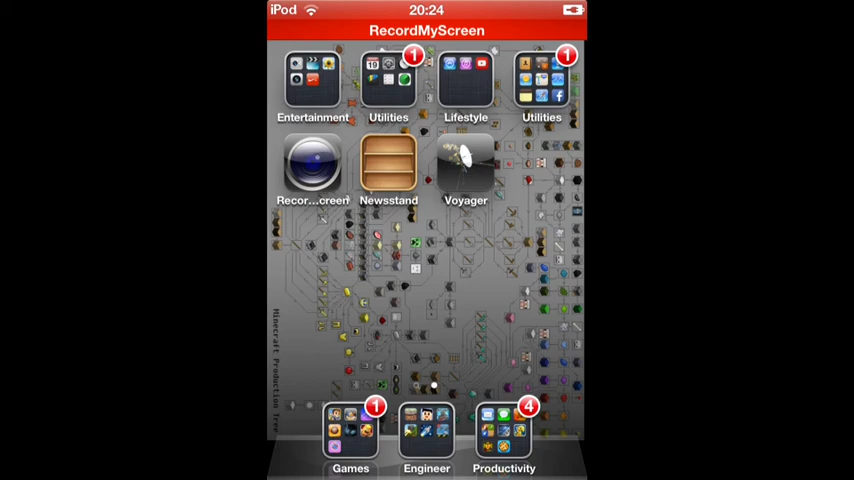 iPod 20:24
RecordMyScreen
1 1
Entertainment Utilities Lifestyle Utilities
Recor...creen Newsstand Voyager
Minecraft Production Tree
1 4
Games Engineer Productivity
19